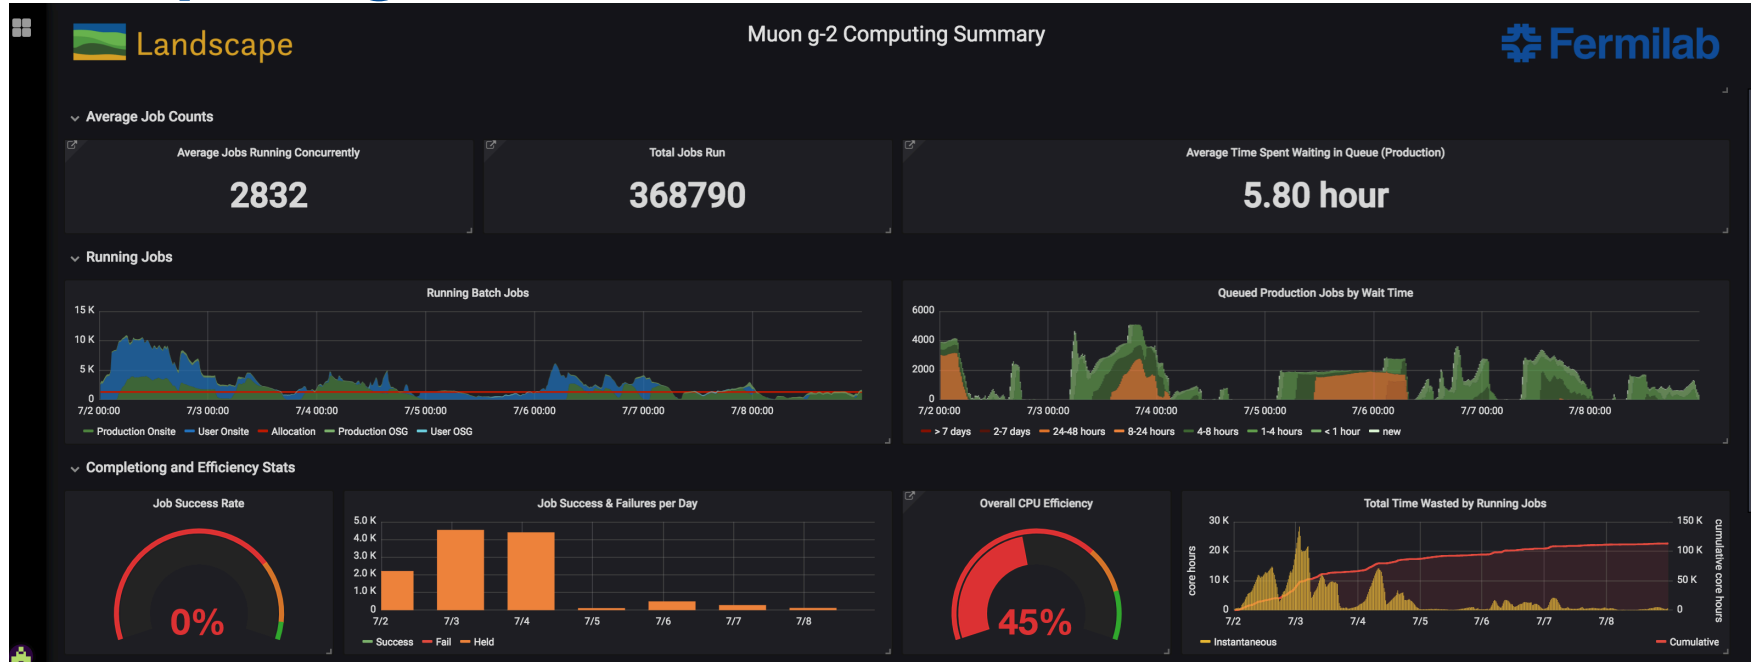 Landscape
Muon g-2 Computing Summary
Fermilab
Average Job Counts
Average Jobs Running Concurrently
2832
Total Jobs Run
368790
Average Time Spent Waiting in Queue (Production)
5.80 hour
Running Jobs
Running Batch Jobs
15 K
10 K
5 K
0
7/2 00:00 7/3 00:00 7/4 00:00 7/5 00:00 7/6 00:00 7/7 00:00 7/8 00:00
Production Onsite User Onsite Allocation Production OSG User OSG
Queued Production Jobs by Wait Time
6000
4000
2000
0
7/2 00:00 7/3 00:00 7/4 00:00 7/5 00:00 7/6 00:00 7/7 00:00 7/8 00:00
> 7 days 2-7 days 24-48 hours 8-24 hours 4-8 hours 1-4 hours < 1 hour new
Completiong and Efficiency Stats
Job Success Rate
0%
Job Success & Failures per Day
5.0 K
4.0 K
3.0 K
2.0 K
1.0 K
0
7/2 7/3 7/4 7/5 7/6 7/7 7/8
Success Fail Held
Overall CPU Efficiency
45%
Total Time Wasted by Running Jobs
core hours
30 K
20 K
10 K
0
150 K
100 K
50 K
0
cumulative core hours
7/2 7/3 7/4 7/5 7/6 7/7 7/8
Instantaneous Cumulative